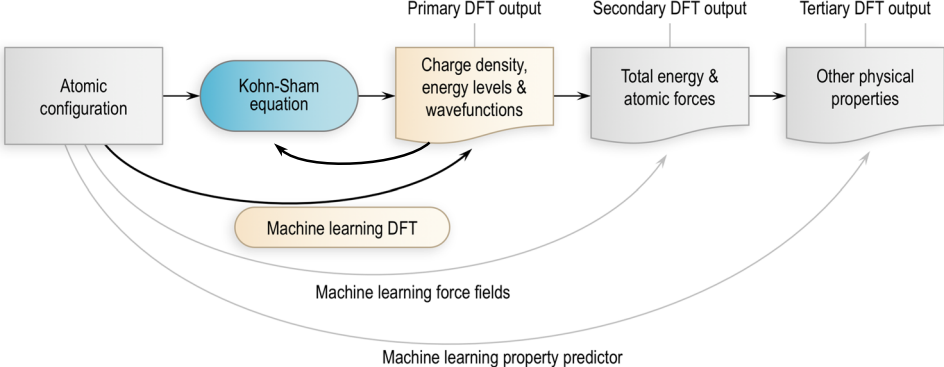 Primary DFT output
Secondary DFT output
Tertiary DFT output
Atomic
configuration
Kohn-Sham
equation
Charge density,
energy levels &
wavefunctions
Total energy &
atomic forces
Other physical
properties
Machine learning DFT
Machine learning force fields
Machine learning property predictor